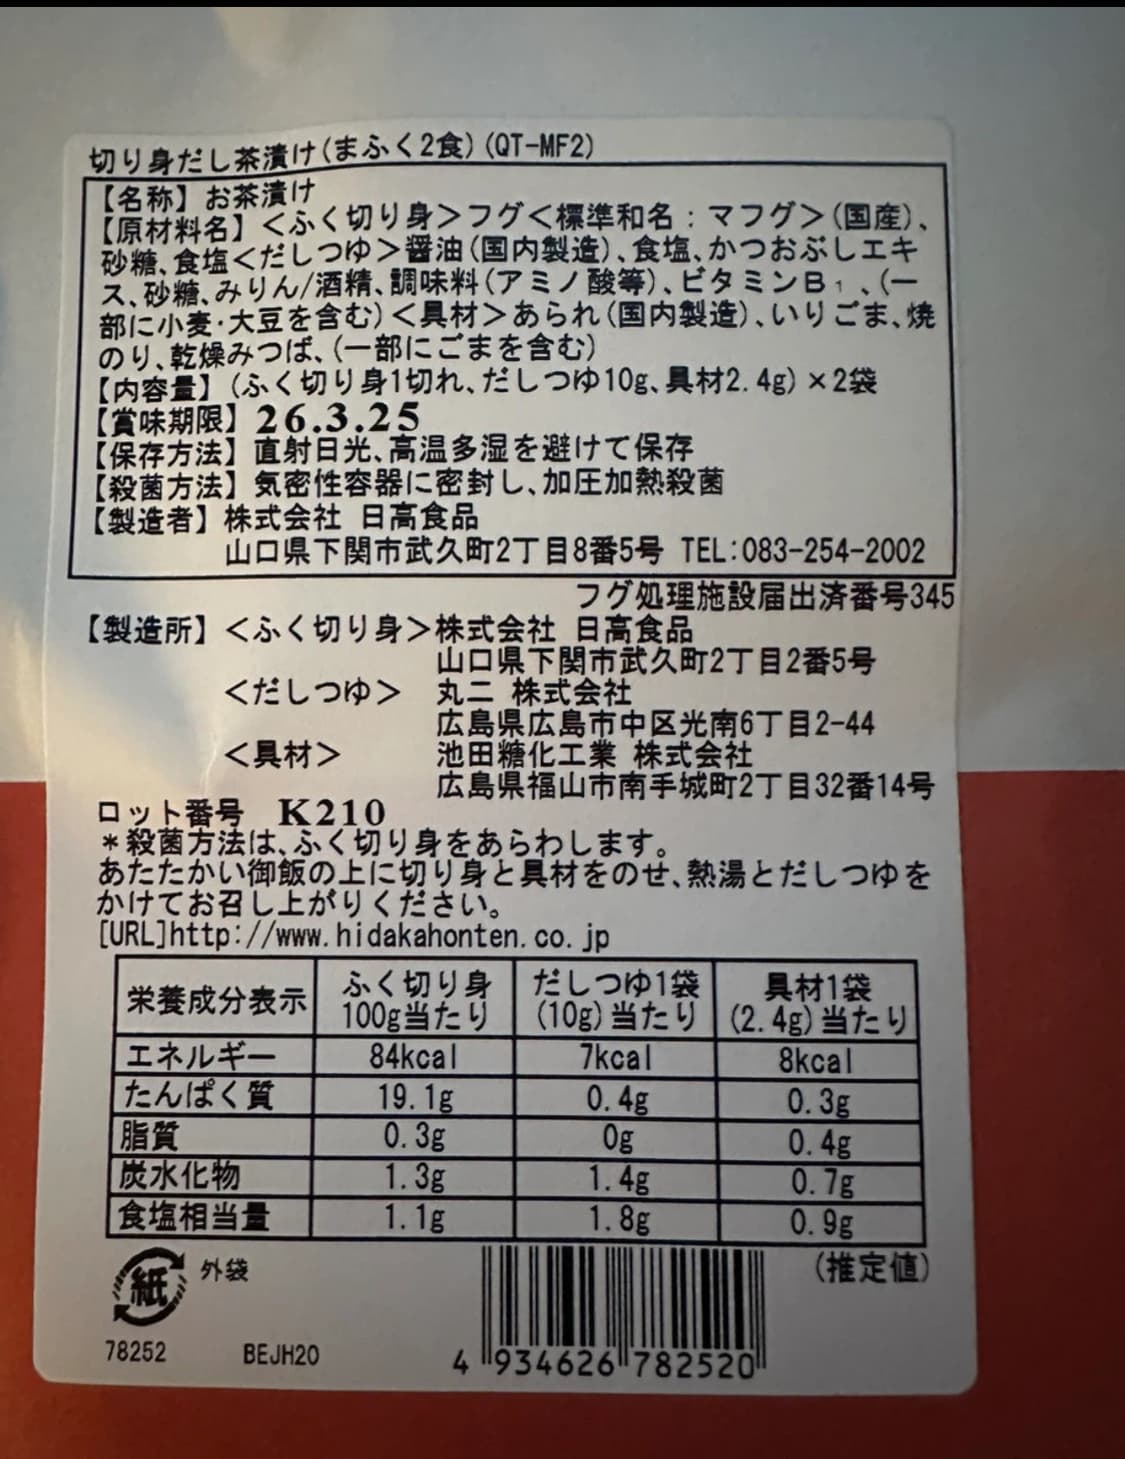 切り身だし茶漬け(まふく2食)(QT-MF2)
【名称】お茶漬け
【原材料名】＜ふく切り身＞フグ＜標準和名：マフグ＞(国産)、
砂糖、食塩＜だしつゆ＞醤油(国内製造)、食塩、かつおぶしエキ
ス、砂糖、みりん/酒精、調味料(アミノ酸等)、ビタミンB₁、(一
部に小麦・大豆を含む)＜具材＞あられ(国内製造)、いりごま、焼
のり、乾燥みつば、(一部にごまを含む)
【内容量】(ふく切り身1切れ、だしつゆ10g、具材2.4g)×2袋
【賞味期限】26.3.25
【保存方法】直射日光、高温多湿を避けて保存
【殺菌方法】気密性容器に密封し、加圧加熱殺菌
【製造者】株式会社 日高食品
山口県下関市武久町2丁目8番5号 TEL:083-254-2002
フグ処理施設届出済番号345
【製造所】＜ふく切り身＞株式会社 日高食品
山口県下関市武久町2丁目2番5号
＜だしつゆ＞ 丸二 株式会社
広島県広島市中区光南6丁目2-44
＜具材＞ 池田糖化工業 株式会社
広島県福山市南手城町2丁目32番14号
ロット番号 K210
＊殺菌方法は、ふく切り身をあらわします。
あたたかい御飯の上に切り身と具材をのせ、熱湯とだしつゆを
かけてお召し上がりください。
[URL]http://www.hidakahonten.co.jp
栄養成分表示 ふく切り身100g当たり だしつゆ1袋(10g)当たり 具材1袋(2.4g)当たり
エネルギー 84kcal 7kcal 8kcal
たんぱく質 19.1g 0.4g 0.3g
脂質 0.3g 0g 0.4g
炭水化物 1.3g 1.4g 0.7g
食塩相当量 1.1g 1.8g 0.9g
(推定値)
紙 外袋
78252 BEJH20
4 934626 782520